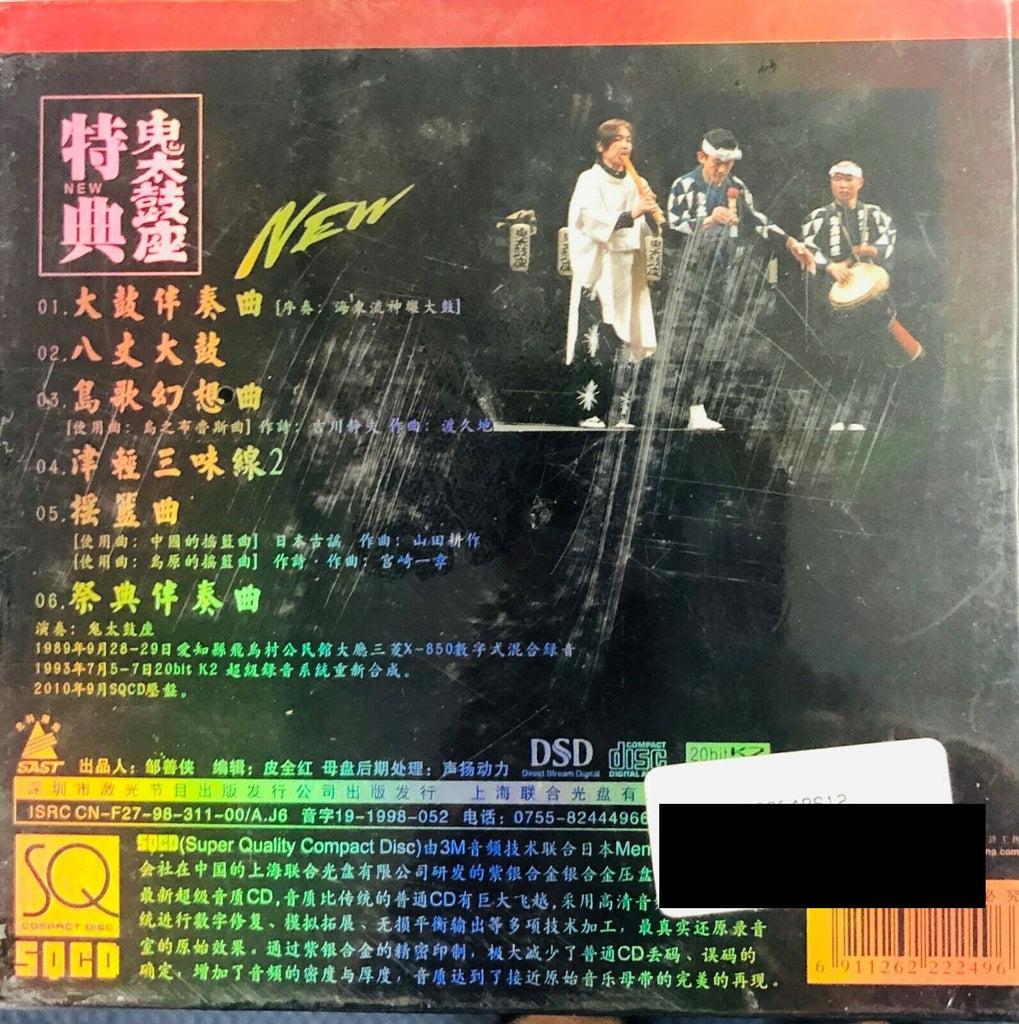 鬼太鼓座
特典
NEW
NEW
01.大鼓伴奏曲 [序奏：海東流神樂大鼓]
02.八丈大鼓
03.島歌幻想曲
[使用曲：島之布魯斯曲] 作詩：吉川靜夫 作曲：渡久地
04.津輕三味線2
05.搖籃曲
[使用曲：中國的搖籃曲] 日本古謠 作曲：山田耕作
[使用曲：島原的搖籃曲] 作詩·作曲：宮崎一章
06.祭典伴奏曲
演奏：鬼太鼓座
1989年9月28-29日愛知縣飛鳥村公民館大廳三菱X-850數字式混合録音
1993年7月5-7日20bit K2 超級録音系統重新合成。
2010年9月SQCD壓盤。
鬼太鼓座
鬼太鼓座
SAST
出品人：邹善侠 编辑：皮全红 母盘后期处理：声扬动力
DSD
Direct Stream Digital
COMPACT
disc
DIGITAL
20bit K2
深圳市激光节目出版发行公司出版发行 上海联合光盘有
ISRC CN-F27-98-311-00/A.J6 音字19-1998-052 电话：0755-8244496
SQ
COMPACT DISC
SQCD
SQCD(Super Quality Compact Disc)由3M音频技术联合日本Mem
会社在中国的上海联合光盘有限公司研发的紫银合金银合金压盘
最新超级音质CD,音质比传统的普通CD有巨大飞越,采用高清音
统进行数字修复、模拟拓展、无损平衡输出等多项技术加工，最真实还原录音
室的原始效果。通过紫银合金的精密印制，极大减少了普通CD丢码、误码的
确定，增加了音频的密度与厚度，音质达到了接近原始音乐母带的完美的再现。
必究
6 911262 222496